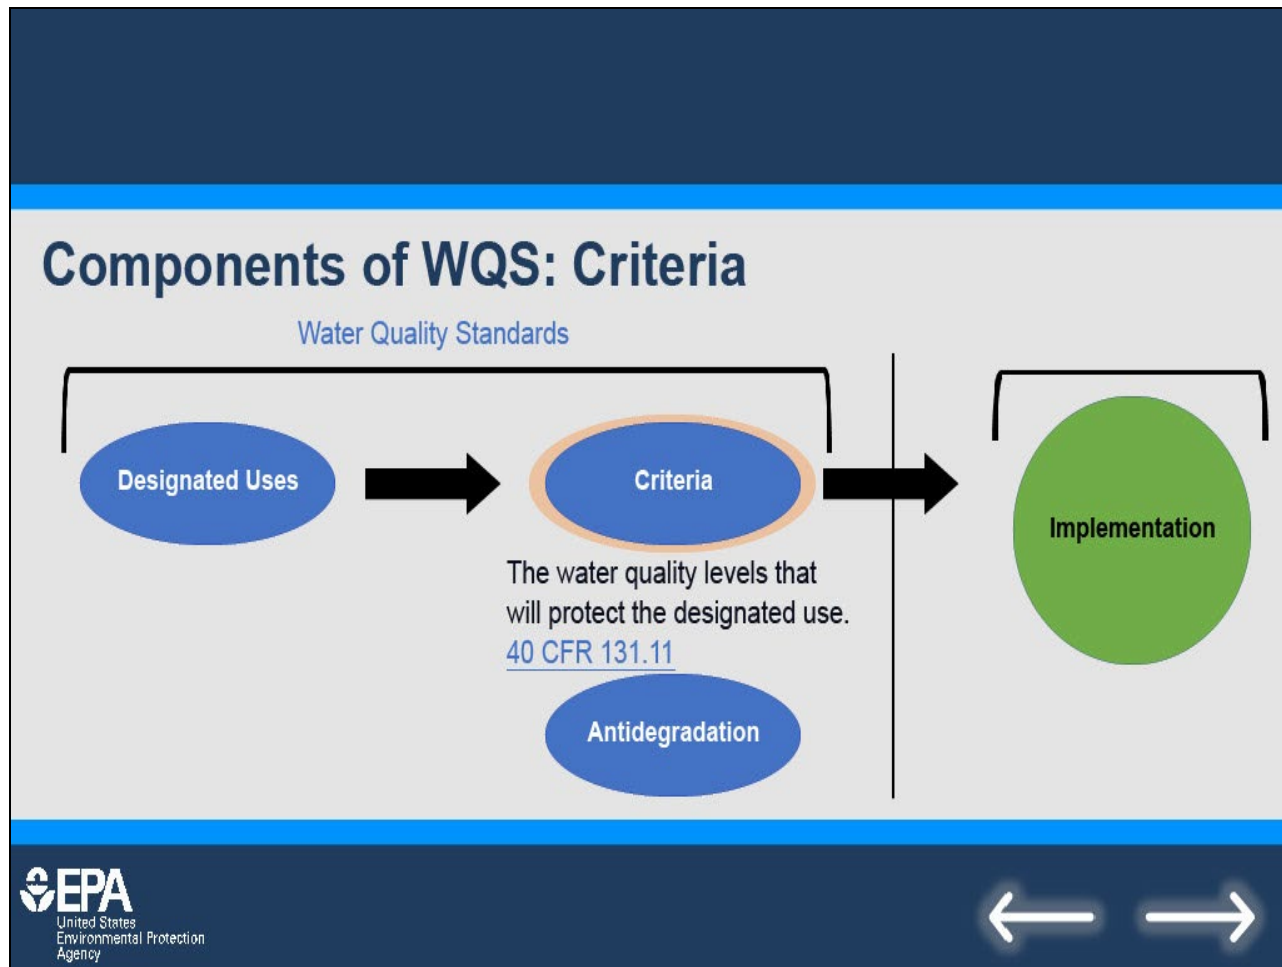 Components of WQS: Criteria
Water Quality Standards
Designated Uses
Criteria
Implementation
The water quality levels that
will protect the designated use.
40 CFR 131.11
Antidegradation
EPA
United States
Environmental Protection
Agency